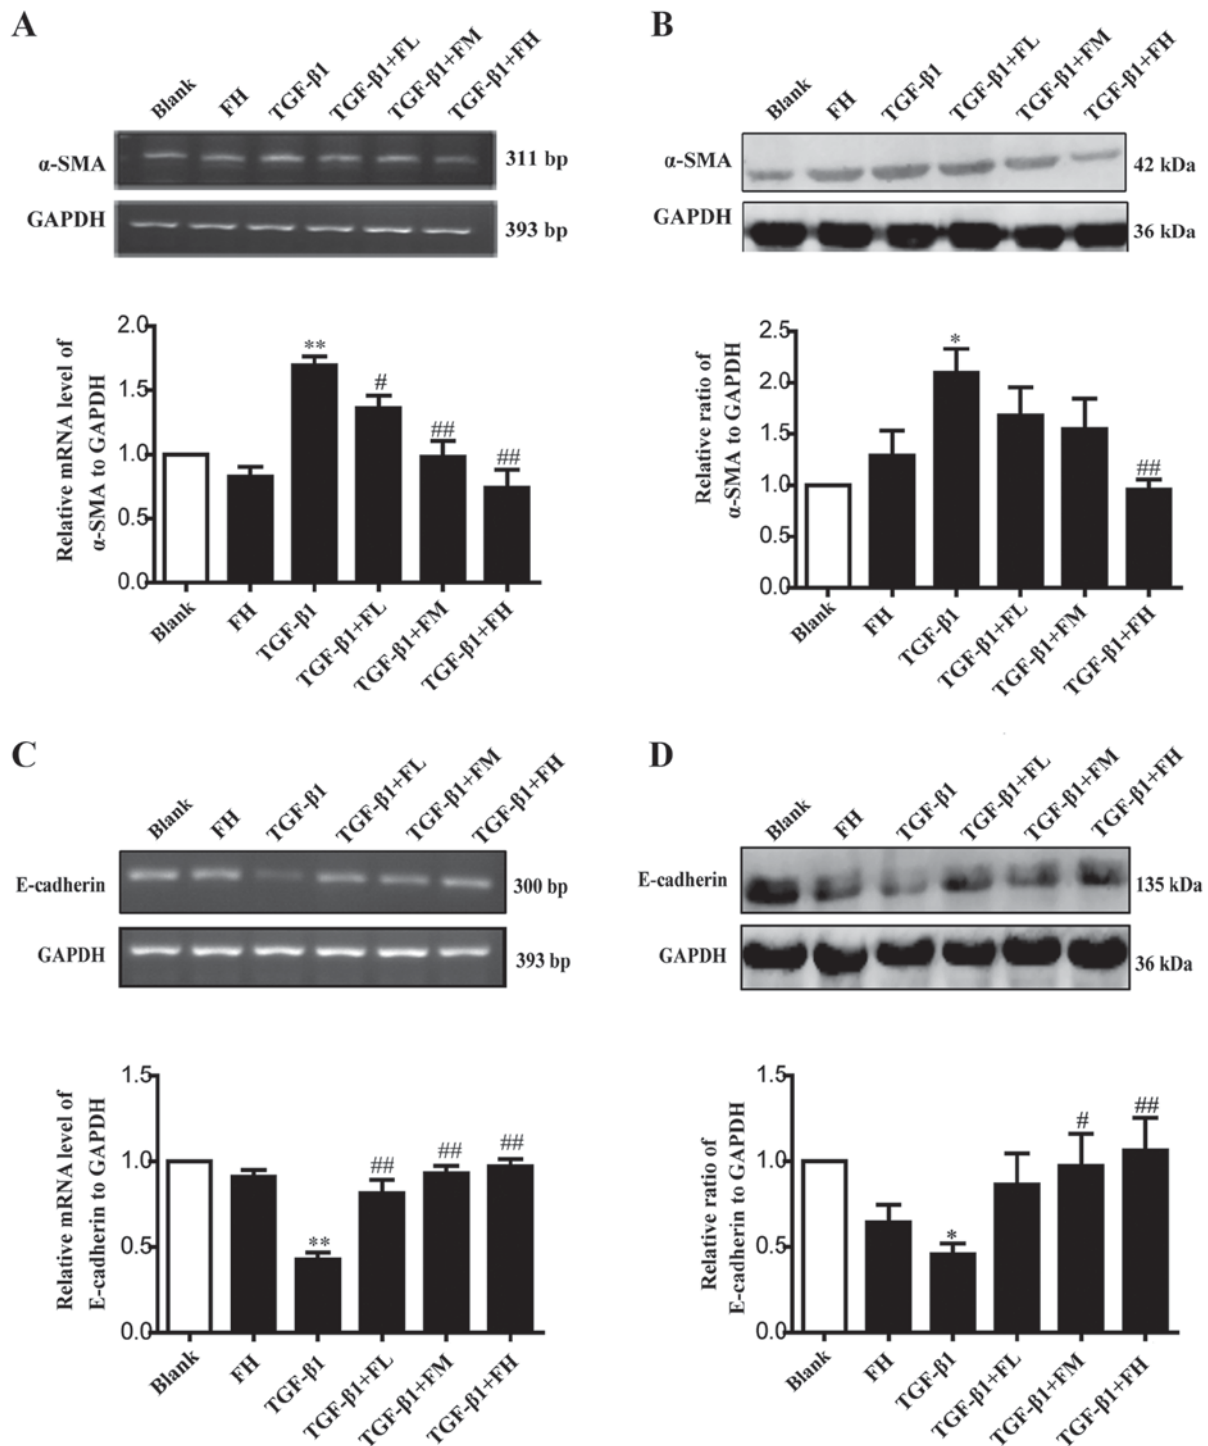 A
Blank FH TGF-β1 TGF-β1+FL TGF-β1+FM TGF-β1+FH
α-SMA 311 bp
GAPDH 393 bp
Relative mRNA level of
α-SMA to GAPDH
2.0
**
1.5
#
##
1.0
##
0.5
0.0
Blank FH TGF-β1 TGF-β1+FL TGF-β1+FM TGF-β1+FH
B
Blank FH TGF-β1 TGF-β1+FL TGF-β1+FM TGF-β1+FH
α-SMA 42 kDa
GAPDH 36 kDa
Relative ratio of
α-SMA to GAPDH
2.5
*
2.0
1.5
##
1.0
0.5
0.0
Blank FH TGF-β1 TGF-β1+FL TGF-β1+FM TGF-β1+FH
C
Blank FH TGF-β1 TGF-β1+FL TGF-β1+FM TGF-β1+FH
E-cadherin 300 bp
GAPDH 393 bp
Relative mRNA level of
E-cadherin to GAPDH
1.5
## ## ##
1.0
0.5
**
0.0
Blank FH TGF-β1 TGF-β1+FL TGF-β1+FM TGF-β1+FH
D
Blank FH TGF-β1 TGF-β1+FL TGF-β1+FM TGF-β1+FH
E-cadherin 135 kDa
GAPDH 36 kDa
Relative ratio of
E-cadherin to GAPDH
1.5
# ##
1.0
0.5
*
0.0
Blank FH TGF-β1 TGF-β1+FL TGF-β1+FM TGF-β1+FH